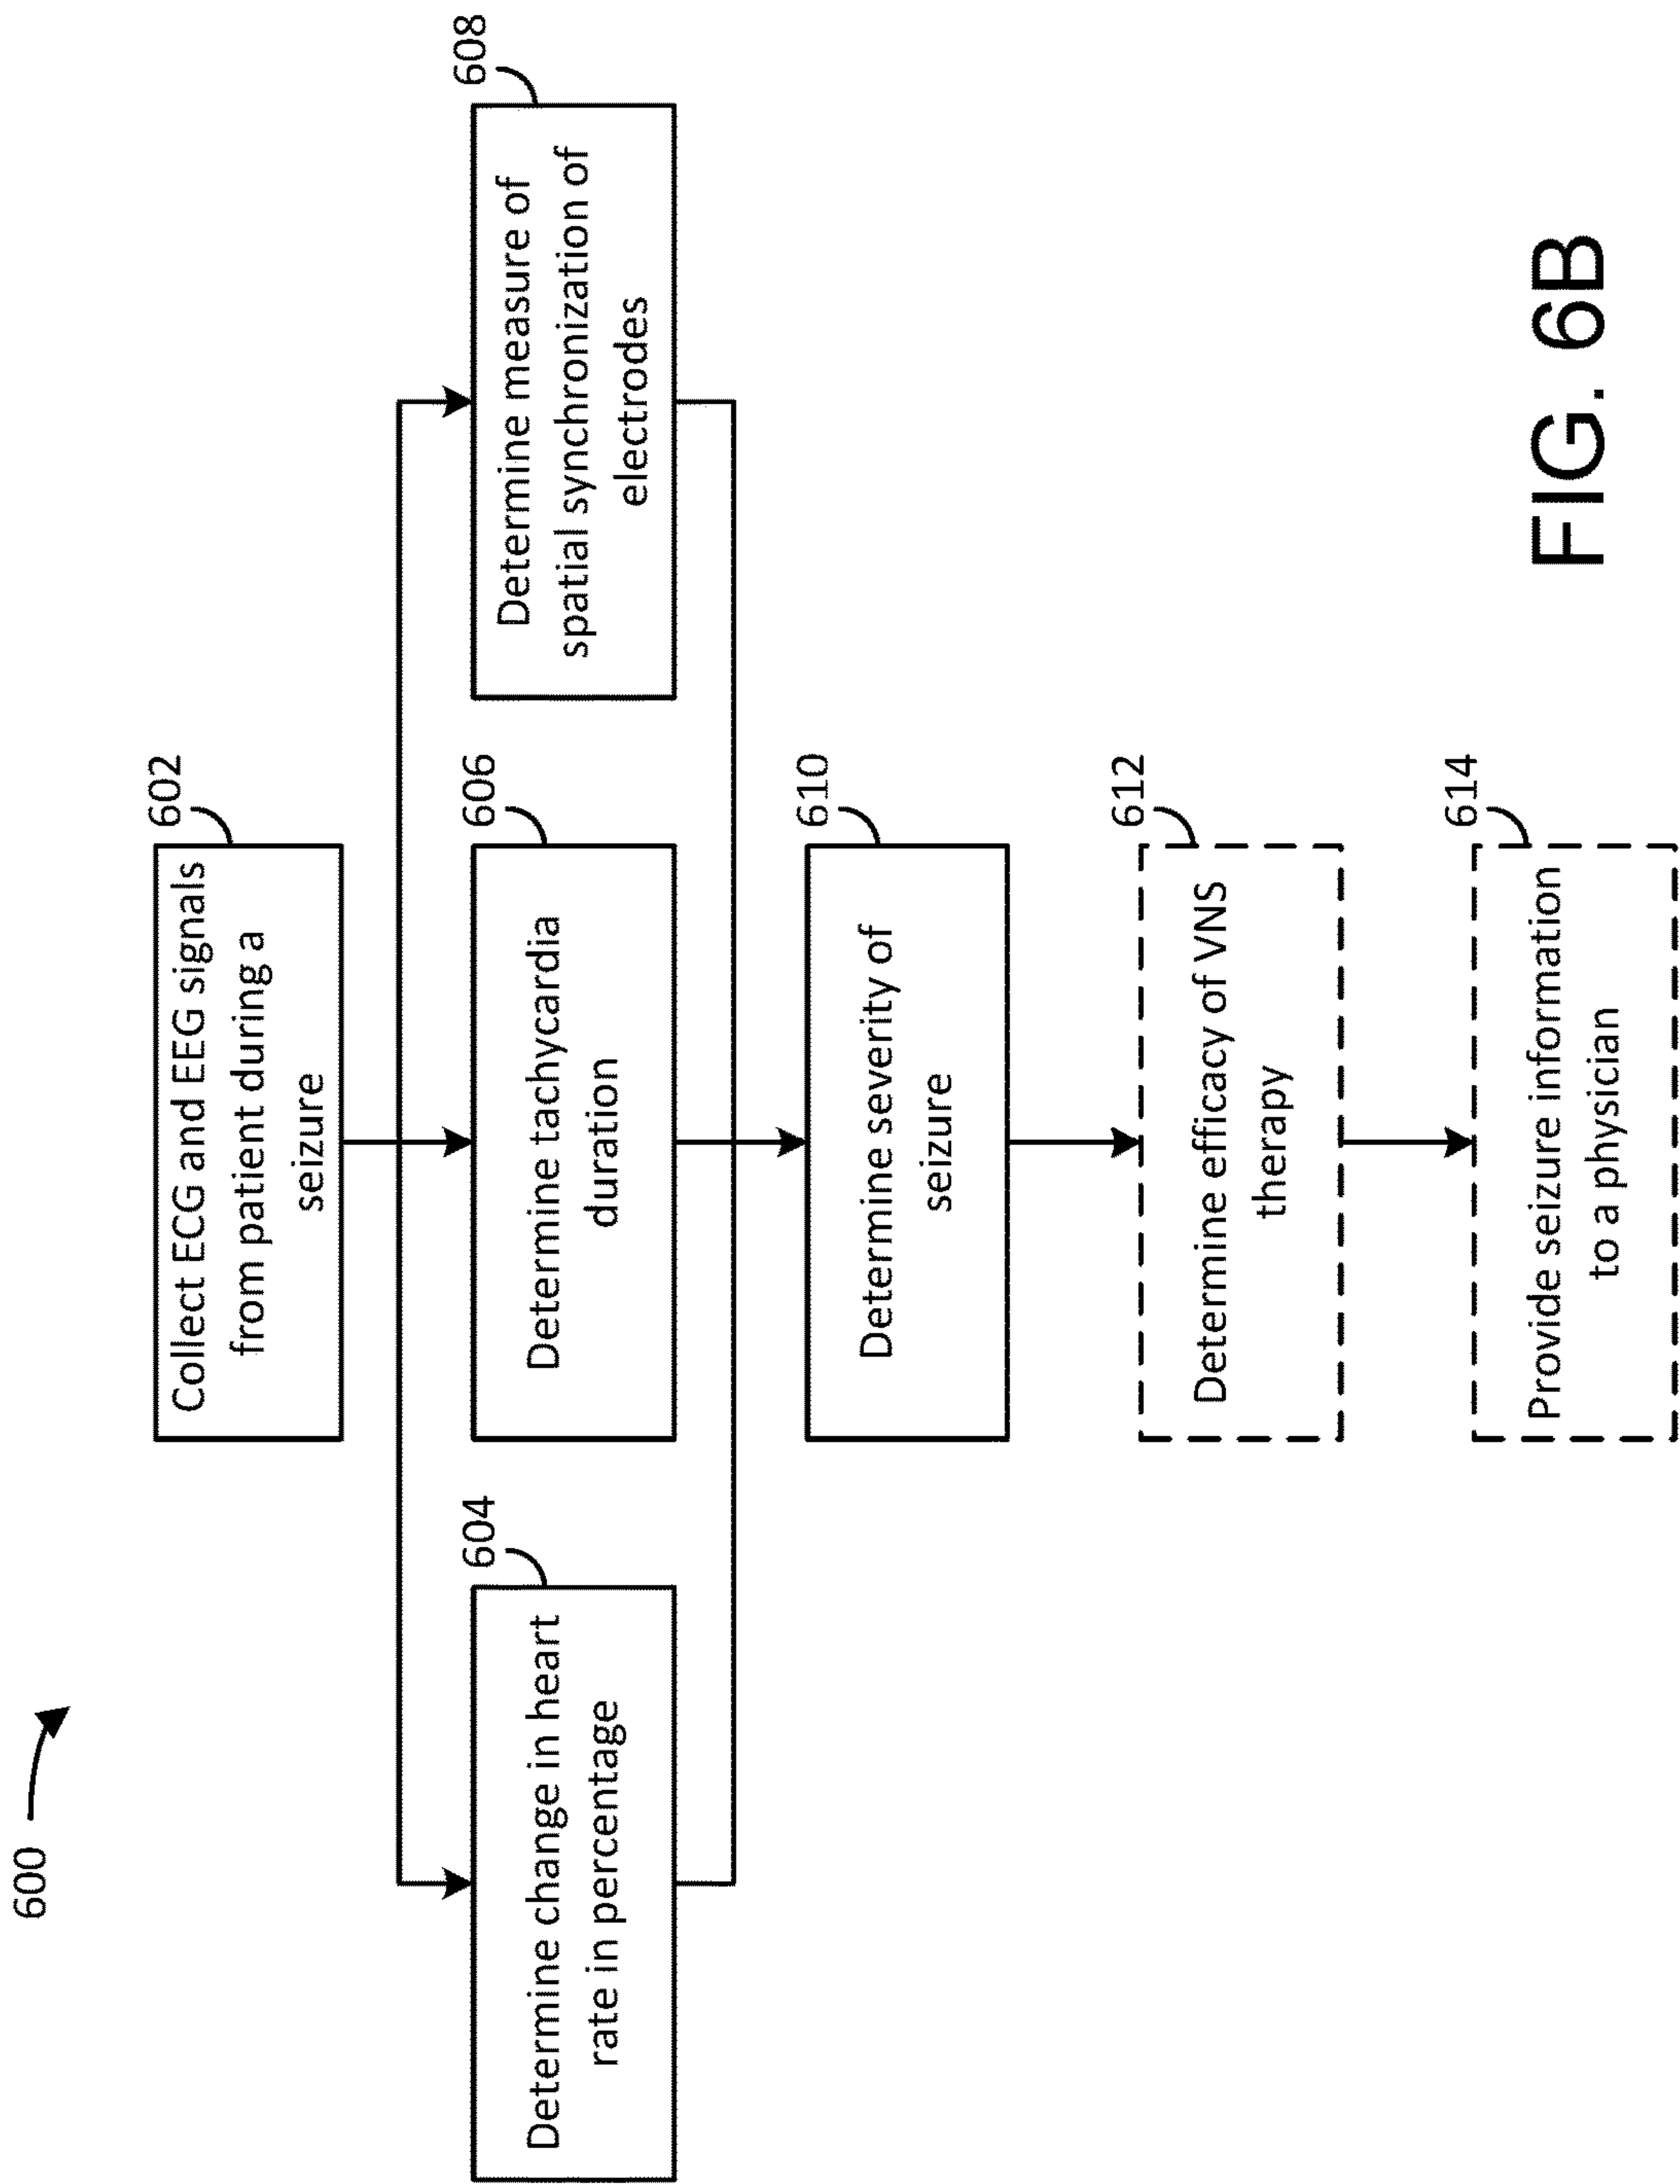 600
602
Collect ECG and EEG signals
from patient during a
seizure
604
Determine change in heart
rate in percentage
606
Determine tachycardia
duration
608
Determine measure of
spatial synchronization of
electrodes
610
Determine severity of
seizure
612
Determine efficacy of VNS
therapy
614
Provide seizure information
to a physician
FIG. 6B